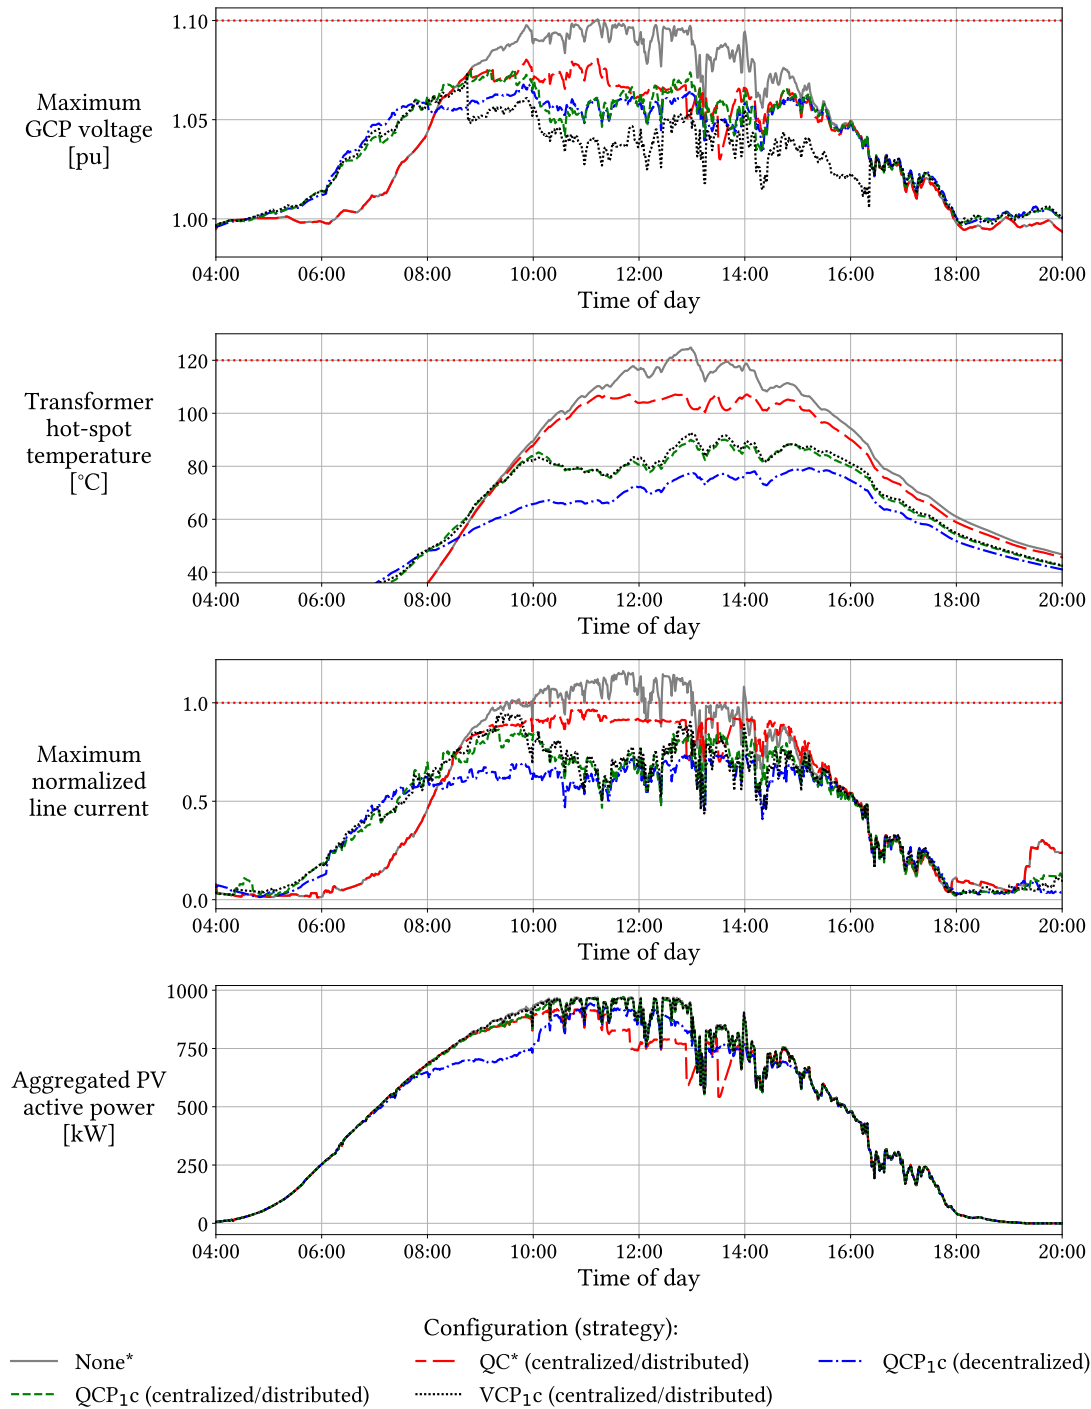 1.10
1.05
1.00
Maximum
GCP voltage
[pu]
04:00 06:00 08:00 10:00 12:00 14:00 16:00 18:00 20:00
Time of day
120
100
80
60
40
Transformer
hot-spot
temperature
[°C]
04:00 06:00 08:00 10:00 12:00 14:00 16:00 18:00 20:00
Time of day
1.0
0.5
0.0
Maximum
normalized
line current
04:00 06:00 08:00 10:00 12:00 14:00 16:00 18:00 20:00
Time of day
1000
750
500
250
0
Aggregated PV
active power
[kW]
04:00 06:00 08:00 10:00 12:00 14:00 16:00 18:00 20:00
Time of day
Configuration (strategy):
None* QC* (centralized/distributed) QCP₁c (decentralized)
QCP₁c (centralized/distributed) VCP₁c (centralized/distributed)